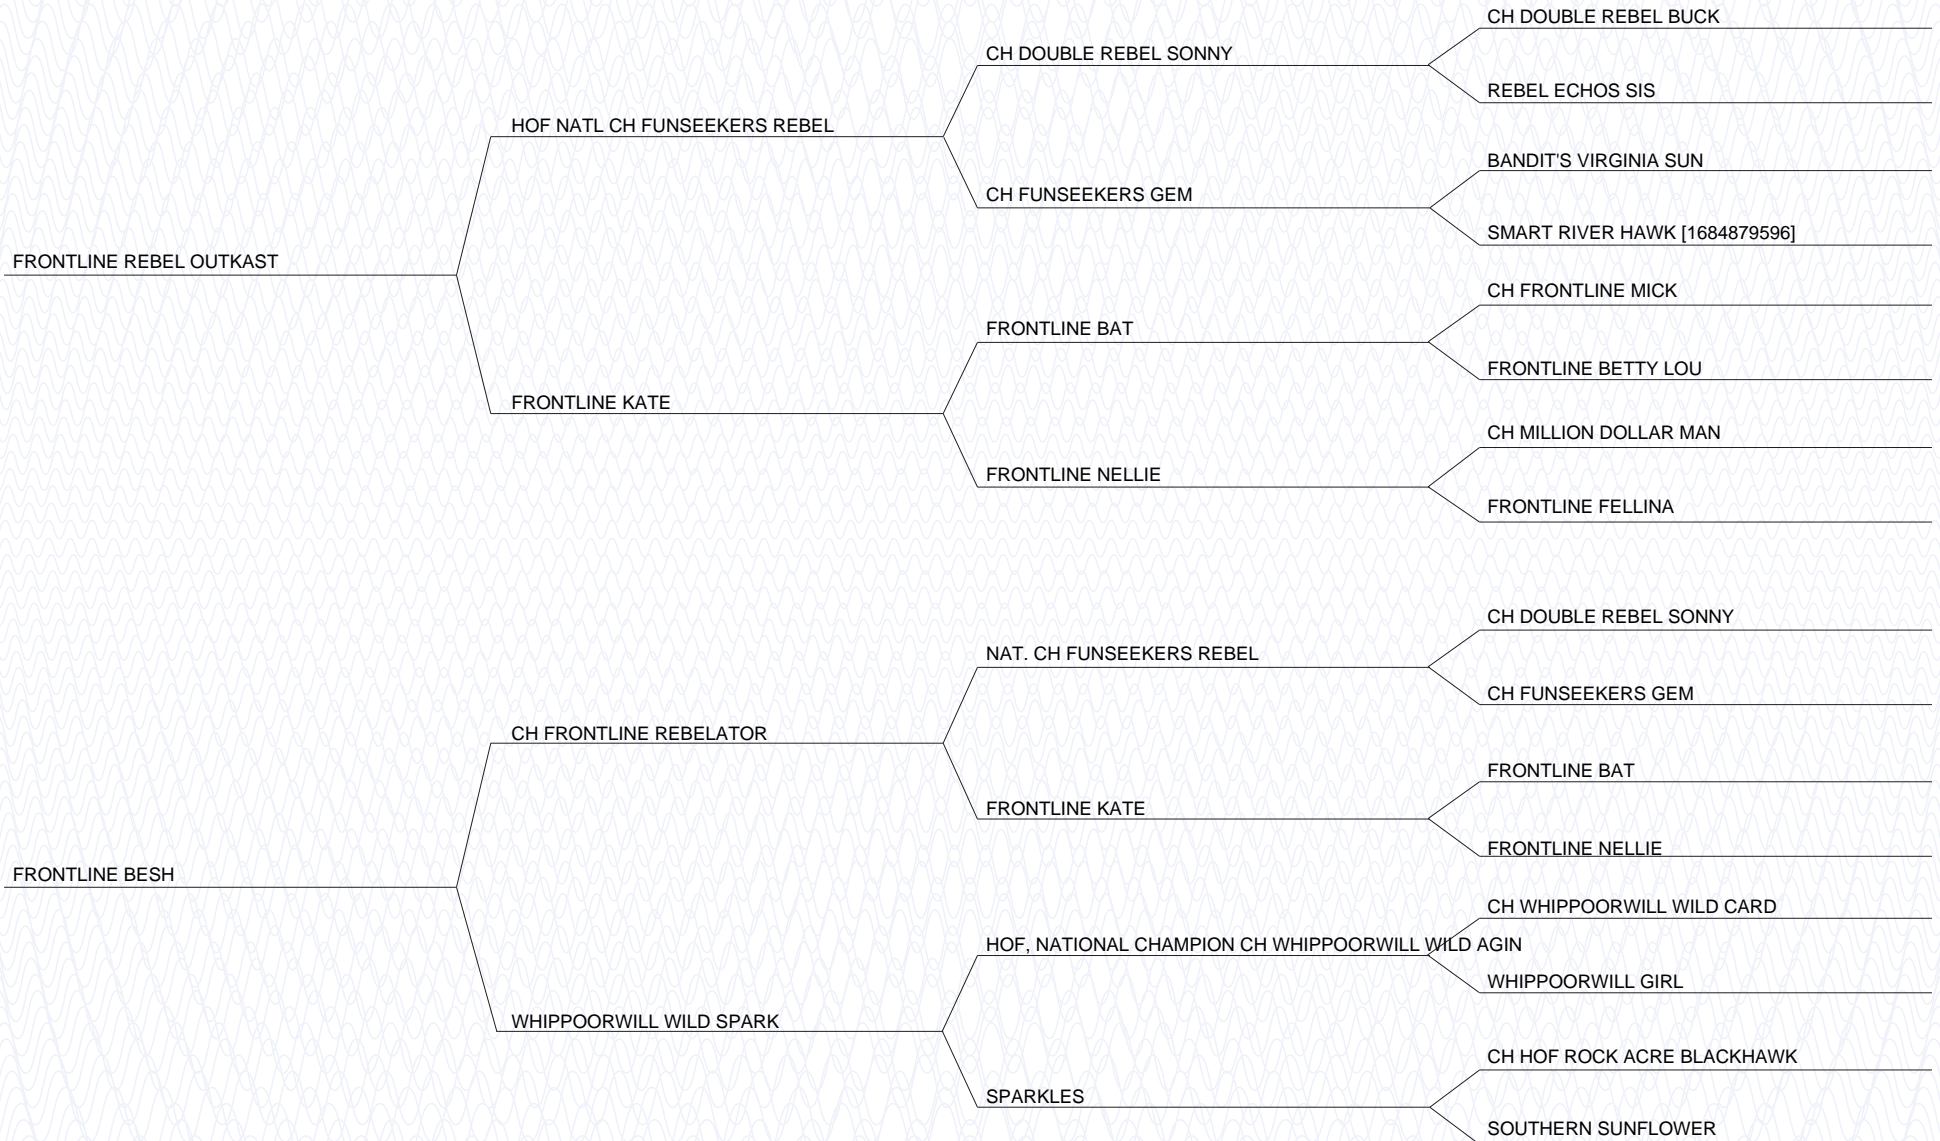 CH DOUBLE REBEL BUCK
CH DOUBLE REBEL SONNY
REBEL ECHOS SIS
HOF NATL CH FUNSEEKERS REBEL
BANDIT'S VIRGINIA SUN
CH FUNSEEKERS GEM
SMART RIVER HAWK [1684879596]
FRONTLINE REBEL OUTKAST
CH FRONTLINE MICK
FRONTLINE BAT
FRONTLINE BETTY LOU
FRONTLINE KATE
CH MILLION DOLLAR MAN
FRONTLINE NELLIE
FRONTLINE FELLINA
CH DOUBLE REBEL SONNY
NAT. CH FUNSEEKERS REBEL
CH FUNSEEKERS GEM
CH FRONTLINE REBELATOR
FRONTLINE BAT
FRONTLINE KATE
FRONTLINE NELLIE
FRONTLINE BESH
CH WHIPPOORWILL WILD CARD
HOF, NATIONAL CHAMPION CH WHIPPOORWILL WILD AGIN
WHIPPOORWILL GIRL
WHIPPOORWILL WILD SPARK
CH HOF ROCK ACRE BLACKHAWK
SPARKLES
SOUTHERN SUNFLOWER